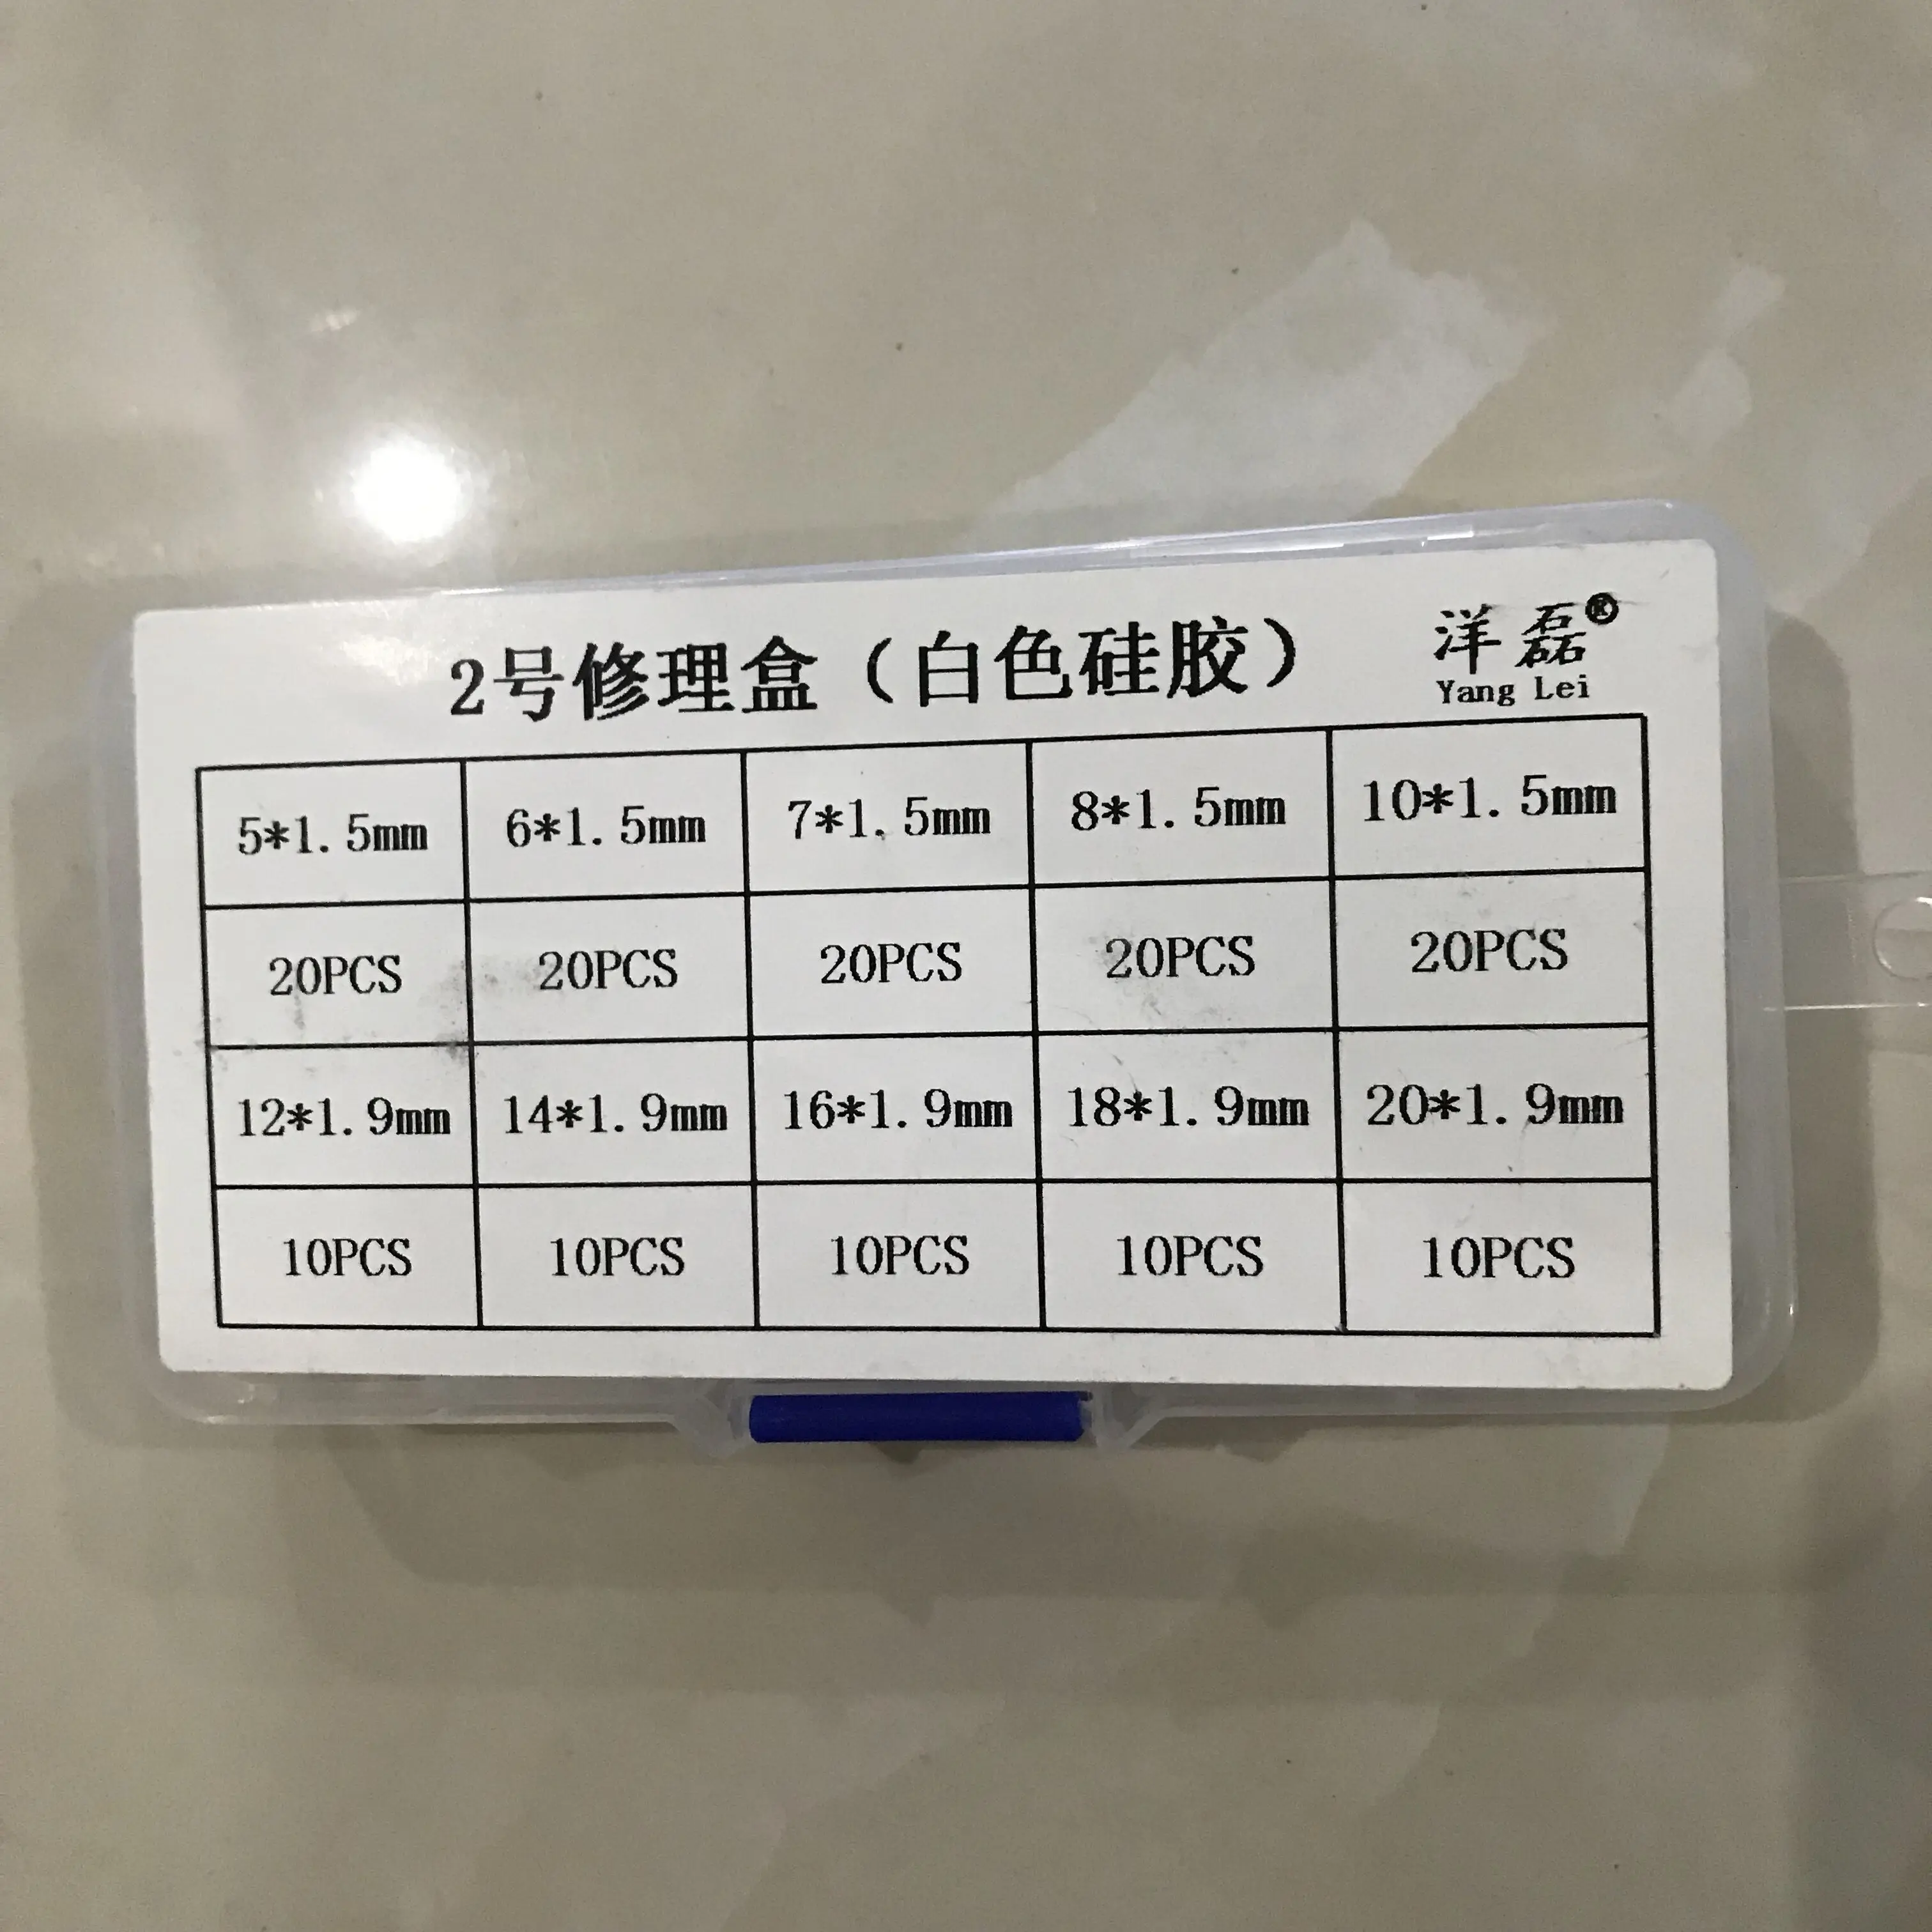 2号修理盒（白色硅胶）
洋磊®
Yang Lei
5*1.5mm 6*1.5mm 7*1.5mm 8*1.5mm 10*1.5mm
20PCS 20PCS 20PCS 20PCS 20PCS
12*1.9mm 14*1.9mm 16*1.9mm 18*1.9mm 20*1.9mm
10PCS 10PCS 10PCS 10PCS 10PCS